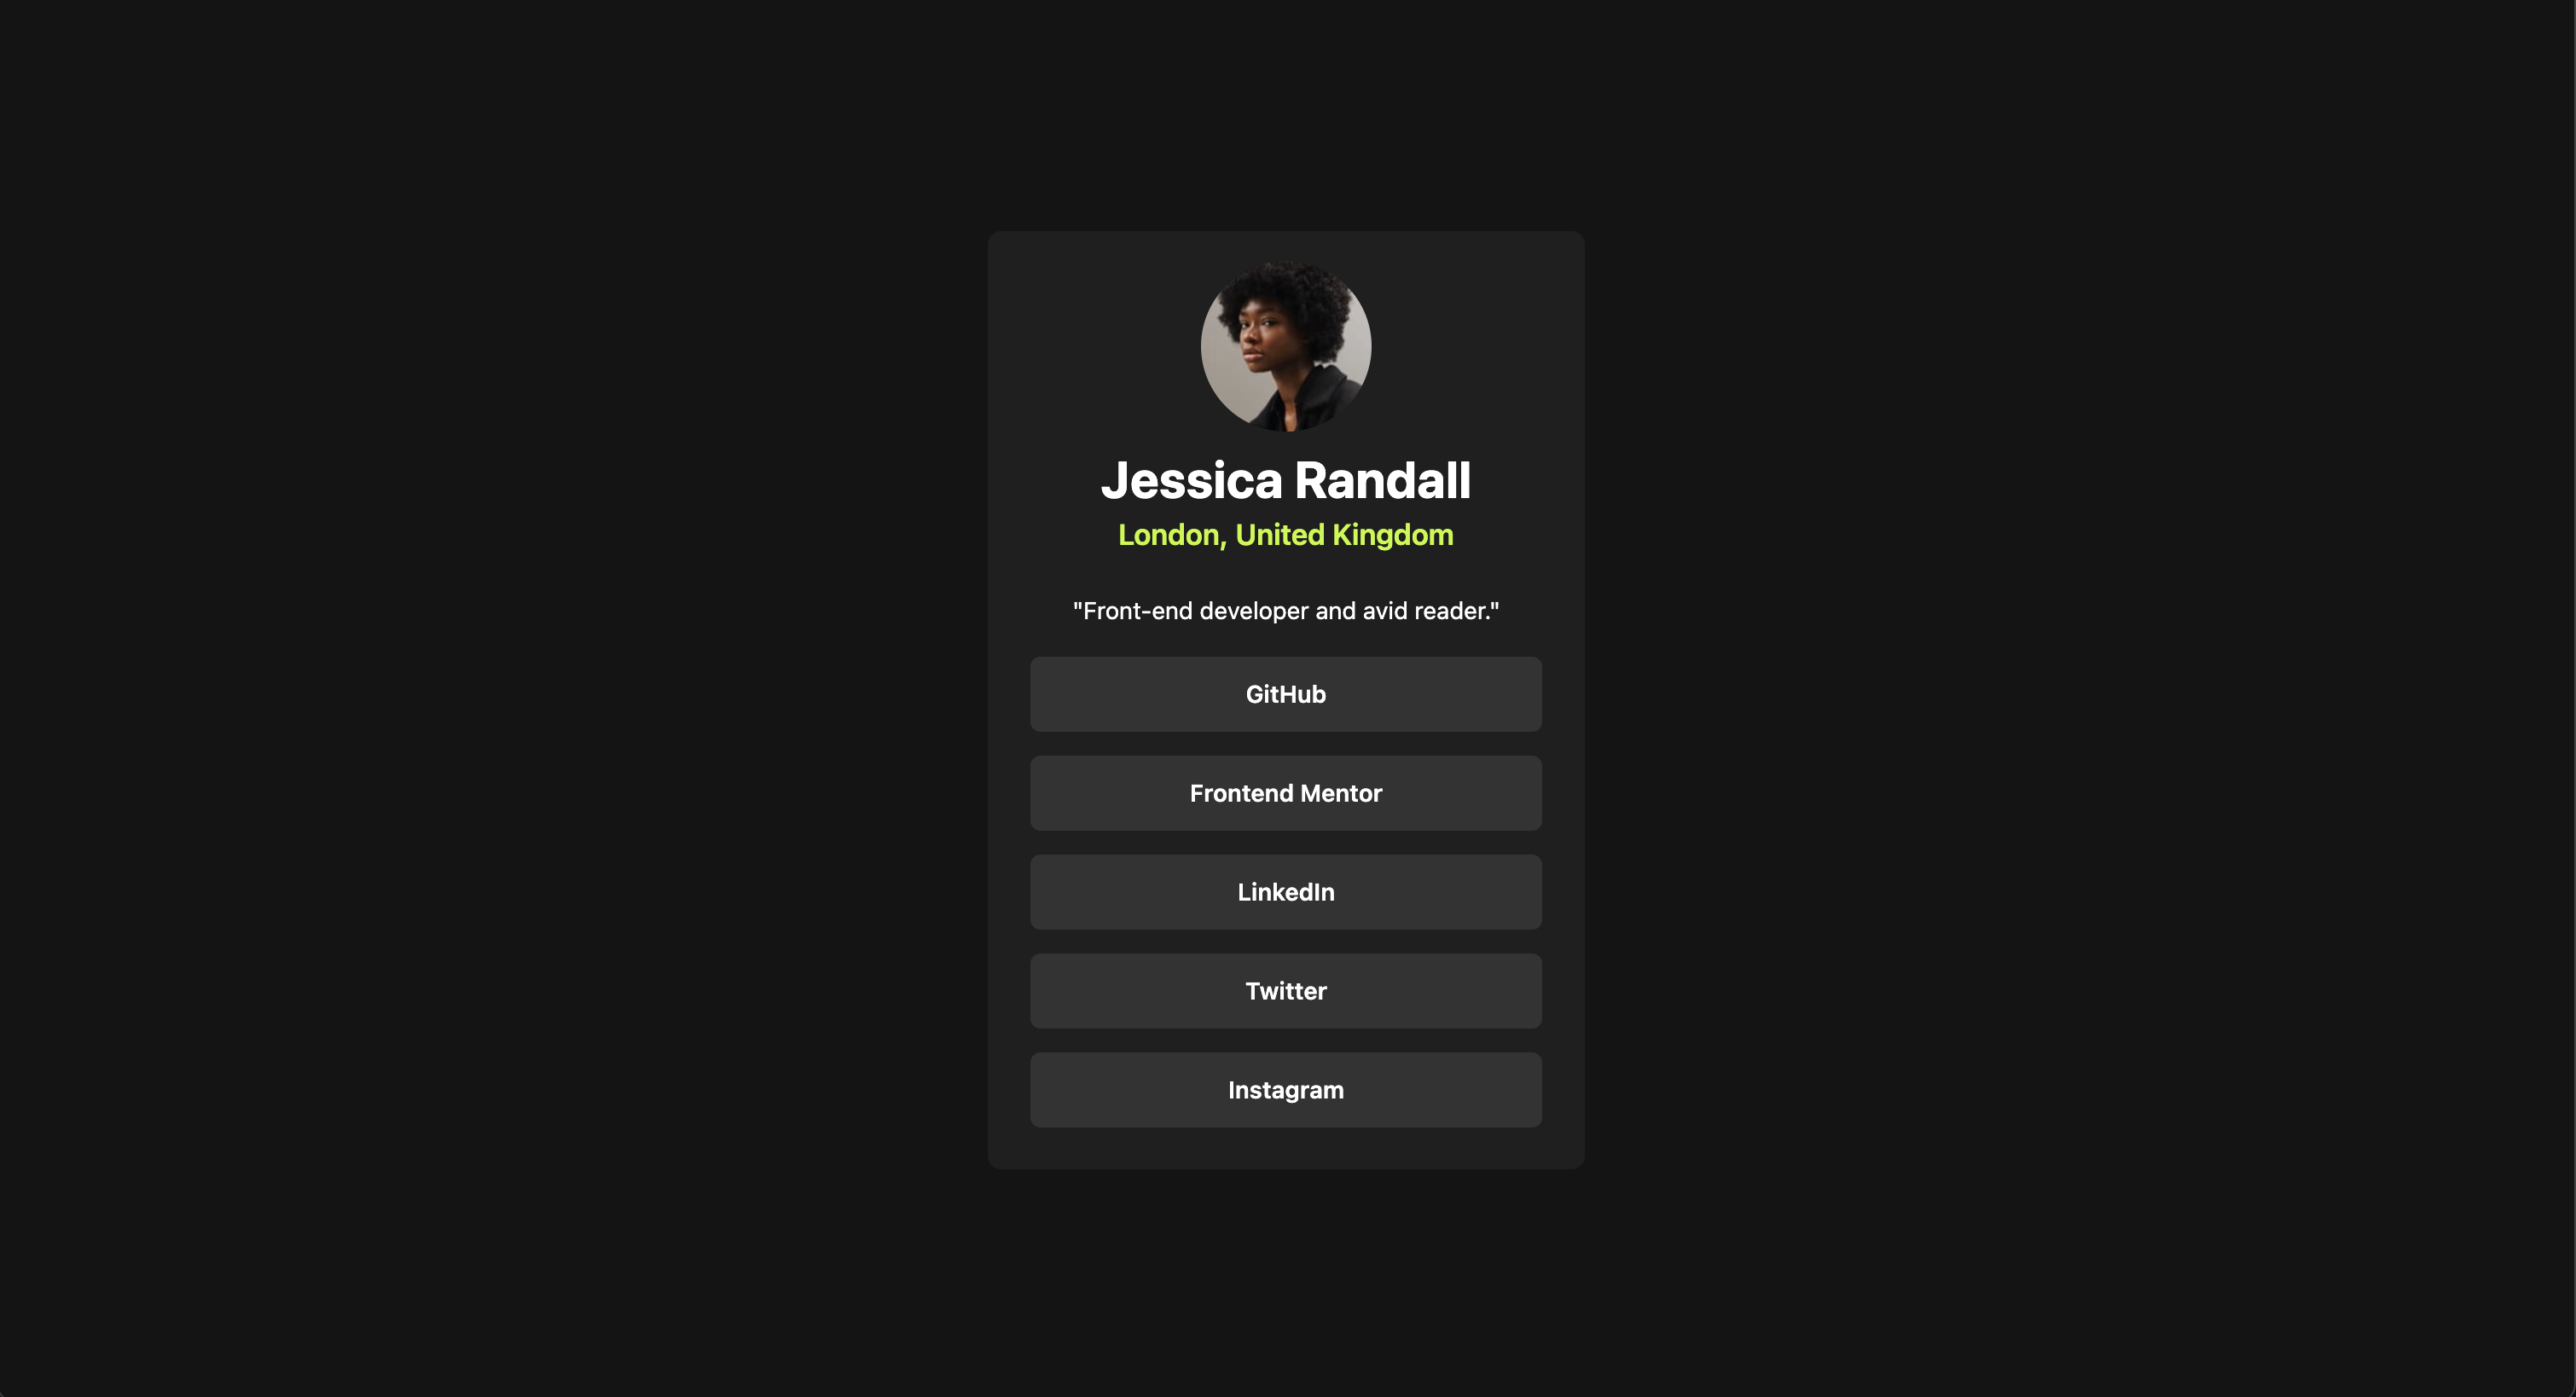 Jessica Randall
London, United Kingdom
"Front-end developer and avid reader."
GitHub
Frontend Mentor
LinkedIn
Twitter
Instagram